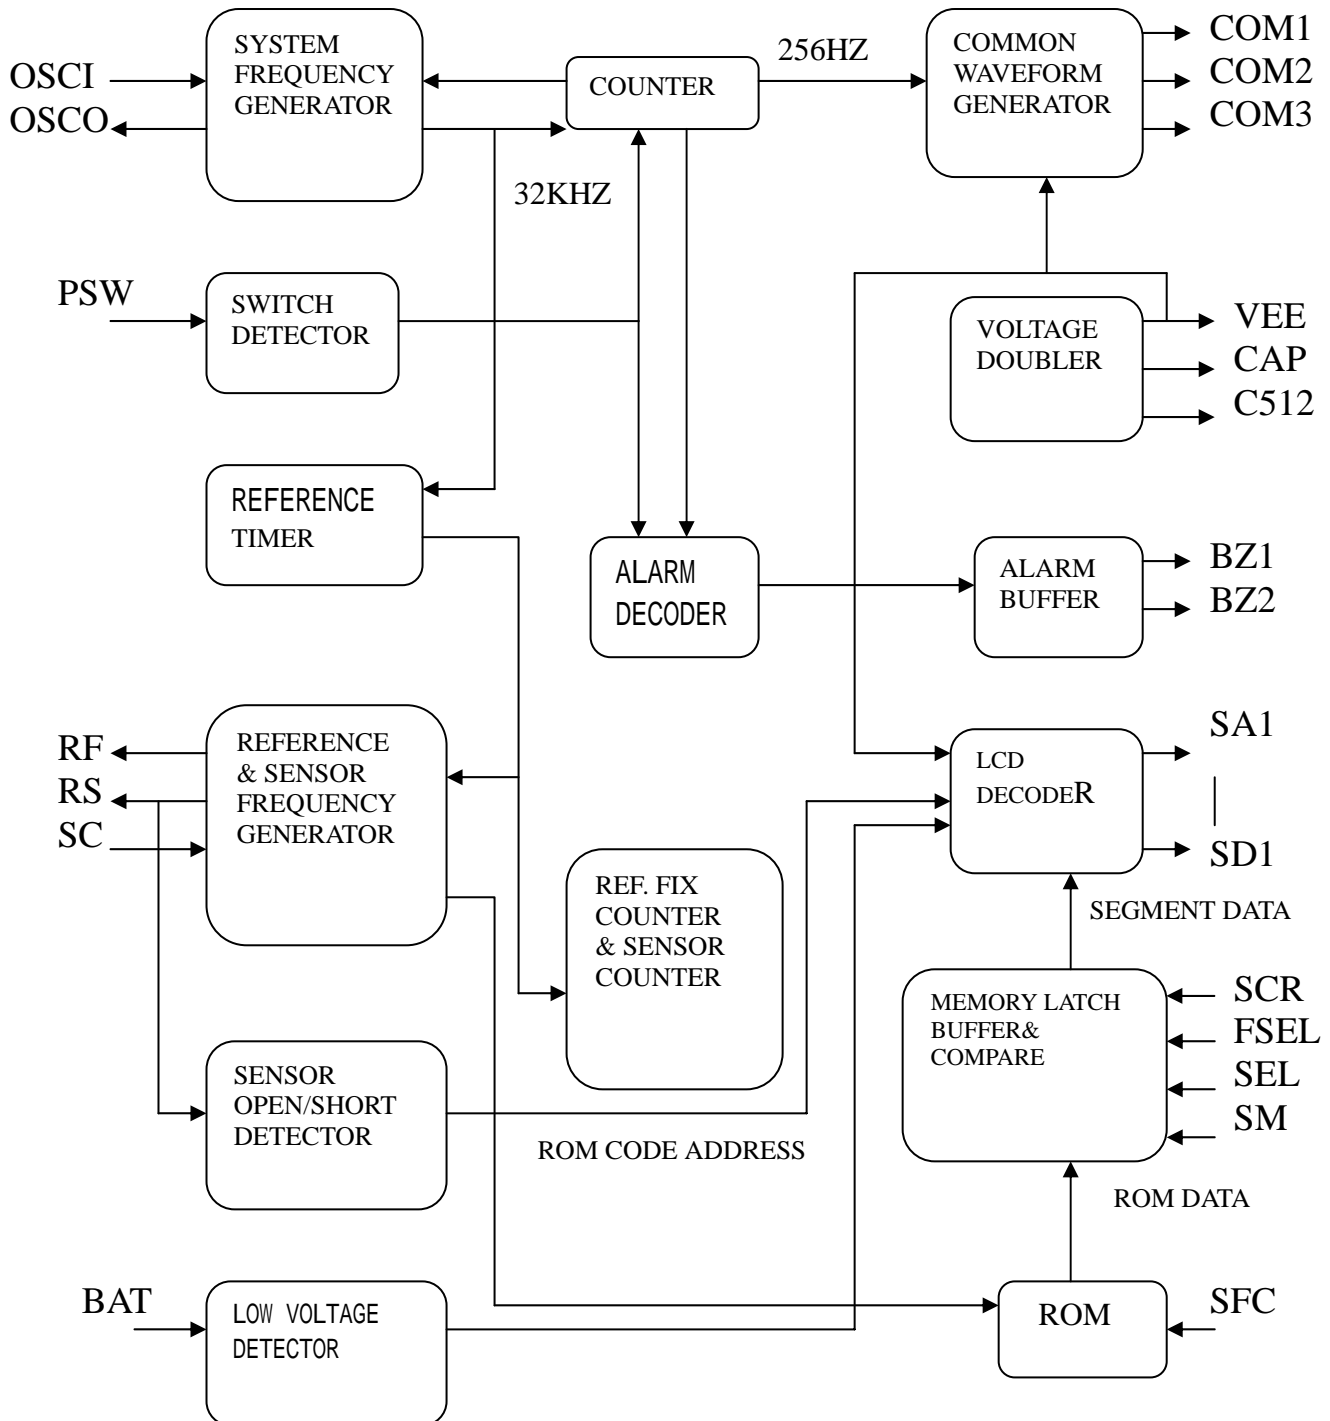 OSCI
OSCO
SYSTEM
FREQUENCY
GENERATOR
COUNTER
256HZ
COMMON
WAVEFORM
GENERATOR
COM1
COM2
COM3
32KHZ
PSW
SWITCH
DETECTOR
VOLTAGE
DOUBLER
VEE
CAP
C512
REFERENCE
TIMER
ALARM
DECODER
ALARM
BUFFER
BZ1
BZ2
RF
RS
SC
REFERENCE
& SENSOR
FREQUENCY
GENERATOR
LCD
DECODER
SA1
SD1
REF. FIX
COUNTER
& SENSOR
COUNTER
SEGMENT DATA
MEMORY LATCH
BUFFER&
COMPARE
SCR
FSEL
SEL
SM
SENSOR
OPEN/SHORT
DETECTOR
ROM CODE ADDRESS
ROM DATA
BAT
LOW VOLTAGE
DETECTOR
ROM
SFC